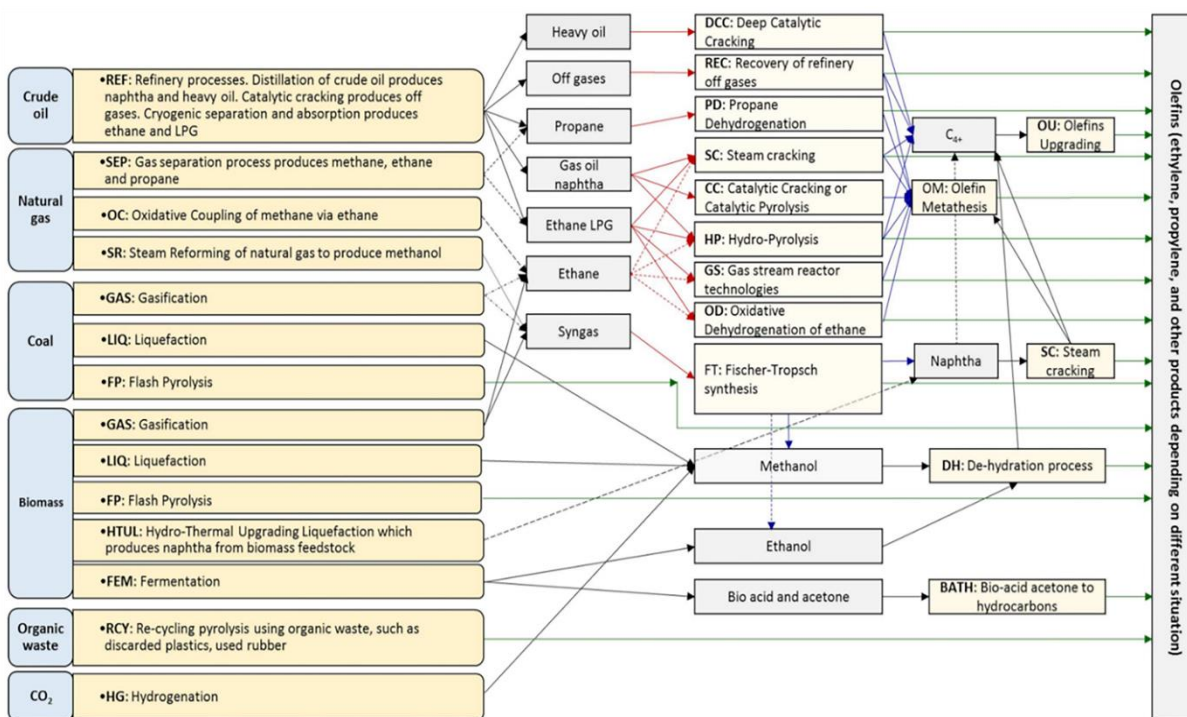 Crude
oil
•REF: Refinery processes. Distillation of crude oil produces
naphtha and heavy oil. Catalytic cracking produces off
gases. Cryogenic separation and absorption produces
ethane and LPG
Natural
gas
•SEP: Gas separation process produces methane, ethane
and propane
•OC: Oxidative Coupling of methane via ethane
•SR: Steam Reforming of natural gas to produce methanol
Coal
•GAS: Gasification
•LIQ: Liquefaction
•FP: Flash Pyrolysis
Biomass
•GAS: Gasification
•LIQ: Liquefaction
•FP: Flash Pyrolysis
•HTUL: Hydro-Thermal Upgrading Liquefaction which
produces naphtha from biomass feedstock
•FEM: Fermentation
Organic
waste
•RCY: Re-cycling pyrolysis using organic waste, such as
discarded plastics, used rubber
CO₂
•HG: Hydrogenation
Heavy oil
Off gases
Propane
Gas oil
naphtha
Ethane LPG
Ethane
Syngas
DCC: Deep Catalytic
Cracking
REC: Recovery of refinery
off gases
PD: Propane
Dehydrogenation
SC: Steam cracking
CC: Catalytic Cracking or
Catalytic Pyrolysis
HP: Hydro-Pyrolysis
GS: Gas stream reactor
technologies
OD: Oxidative
Dehydrogenation of ethane
FT: Fischer-Tropsch
synthesis
Methanol
Ethanol
Bio acid and acetone
C₄₊
OU: Olefins
Upgrading
OM: Olefin
Metathesis
Naphtha
SC: Steam
cracking
DH: De-hydration process
BATH: Bio-acid acetone to
hydrocarbons
Olefins (ethylene, propylene, and other products depending on different situation)